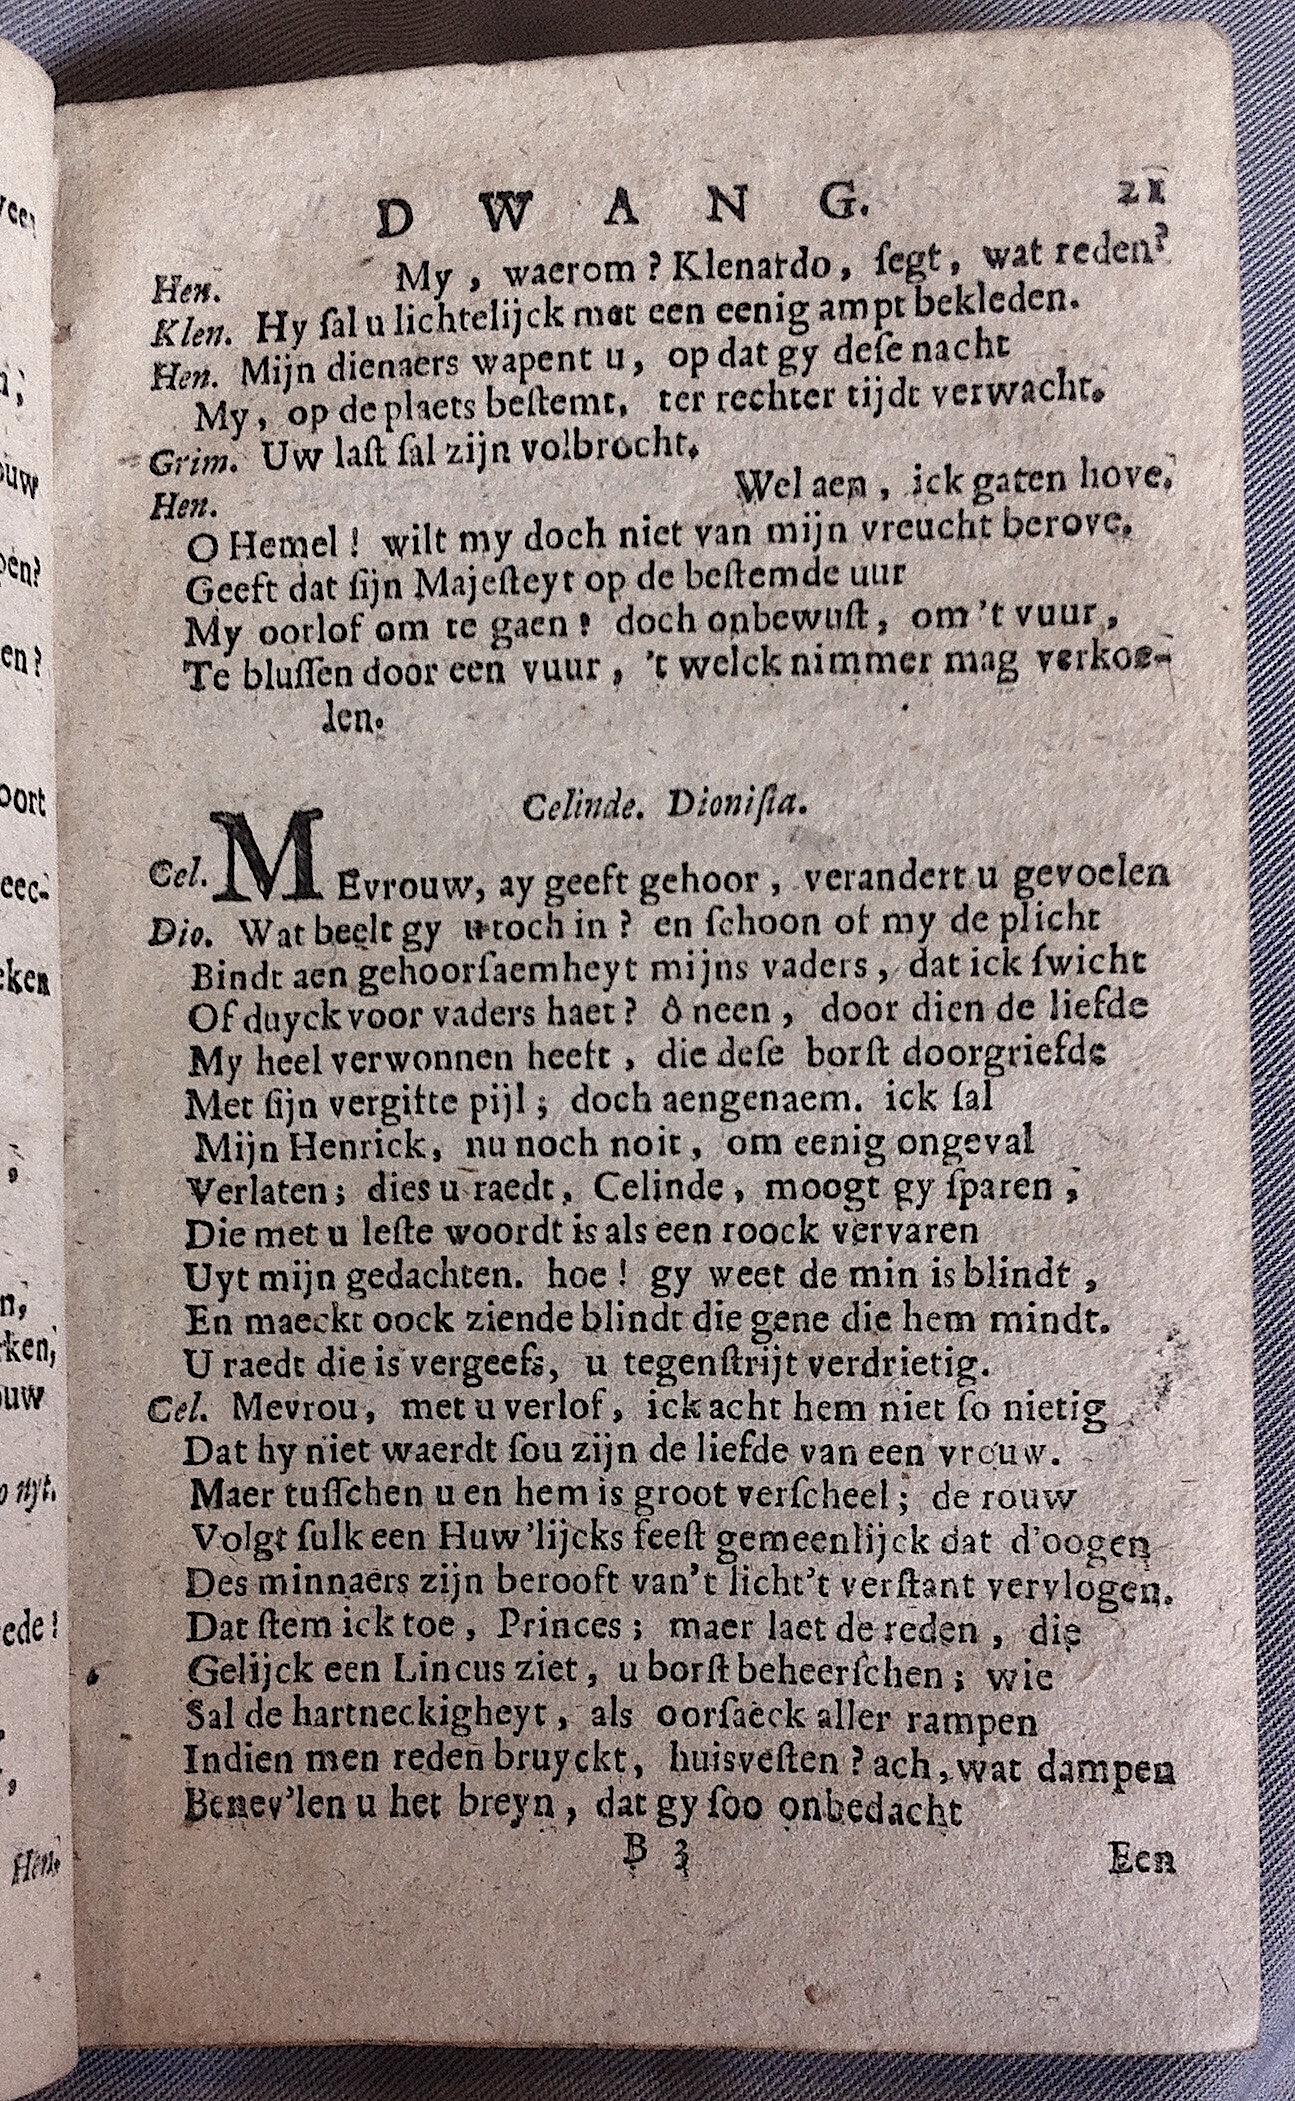 D W A N G. 21
Hen. My, waerom? Klenardo, ſegt, wat reden?
Klen. Hy ſal u lichtelijck met een eenig ampt bekleden.
Hen. Mijn dienaers wapent u, op dat gy deſe nacht
My, op de plaets beſtemt, ter rechter tijdt verwacht.
Grim. Uw laſt ſal zijn volbrocht.
Hen. Wel aen, ick ga ten hove.
O Hemel! wilt my doch niet van mijn vreucht berove.
Geeft dat ſijn Majeſteyt op de beſtemde uur
My oorlof om te gaen! doch onbewuſt, om 't vuur,
Te bluſſen door een vuur, 't welck nimmer mag verkoe-
len.
Celinde. Dioniſia.
Cel. MEvrouw, ay geeft gehoor, verandert u gevoelen
Dio. Wat beelt gy u toch in? en ſchoon of my de plicht
Bindt aen gehoorſaemheyt mijns vaders, dat ick ſwicht
Of duyck voor vaders haet? ô neen, door dien de liefde
My heel verwonnen heeft, die deſe borſt doorgriefde
Met ſijn vergifte pijl; doch aengenaem. ick ſal
Mijn Henrick, nu noch noit, om eenig ongeval
Verlaten; dies u raedt, Celinde, moogt gy ſparen,
Die met u leſte woordt is als een roock vervaren
Uyt mijn gedachten. hoe! gy weet de min is blindt,
En maeckt oock ziende blindt die gene die hem mindt.
U raedt die is vergeefs, u tegenſtrijt verdrietig.
Cel. Mevrou, met u verlof, ick acht hem niet ſo nietig
Dat hy niet waerdt ſou zijn de liefde van een vrouw.
Maer tuſſchen u en hem is groot verſcheel; de rouw
Volgt ſulk een Huw'lijcks feeſt gemeenlijck dat d'oogen
Des minnaers zijn berooft van't licht't verſtant vervlogen.
Dat ſtem ick toe, Princes; maer laet de reden, die
Gelijck een Lincus ziet, u borſt beheerſchen; wie
Sal de hartneckigheyt, als oorſaeck aller rampen
Indien men reden bruyckt, huisveſten? ach, wat dampen
Benev'len u het breyn, dat gy ſoo onbedacht
B 3 Een